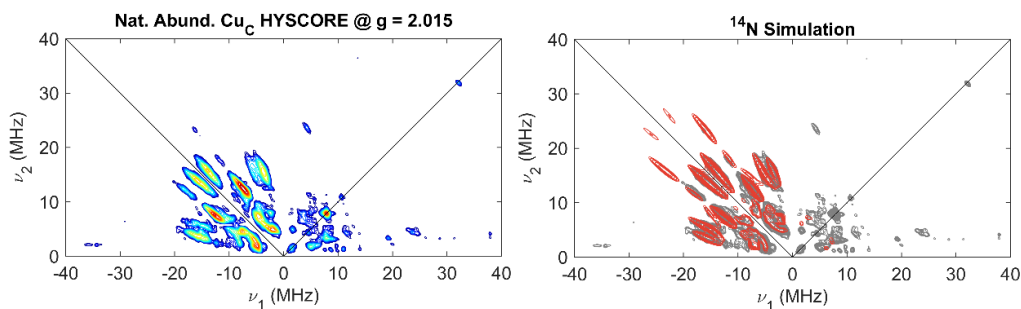 Nat. Abund. Cu_C HYSCORE @ g = 2.015
40
30
20
10
0
ν_2 (MHz)
-40 -30 -20 -10 0 10 20 30 40
ν_1 (MHz)
^14N Simulation
40
30
20
10
0
ν_2 (MHz)
-40 -30 -20 -10 0 10 20 30 40
ν_1 (MHz)